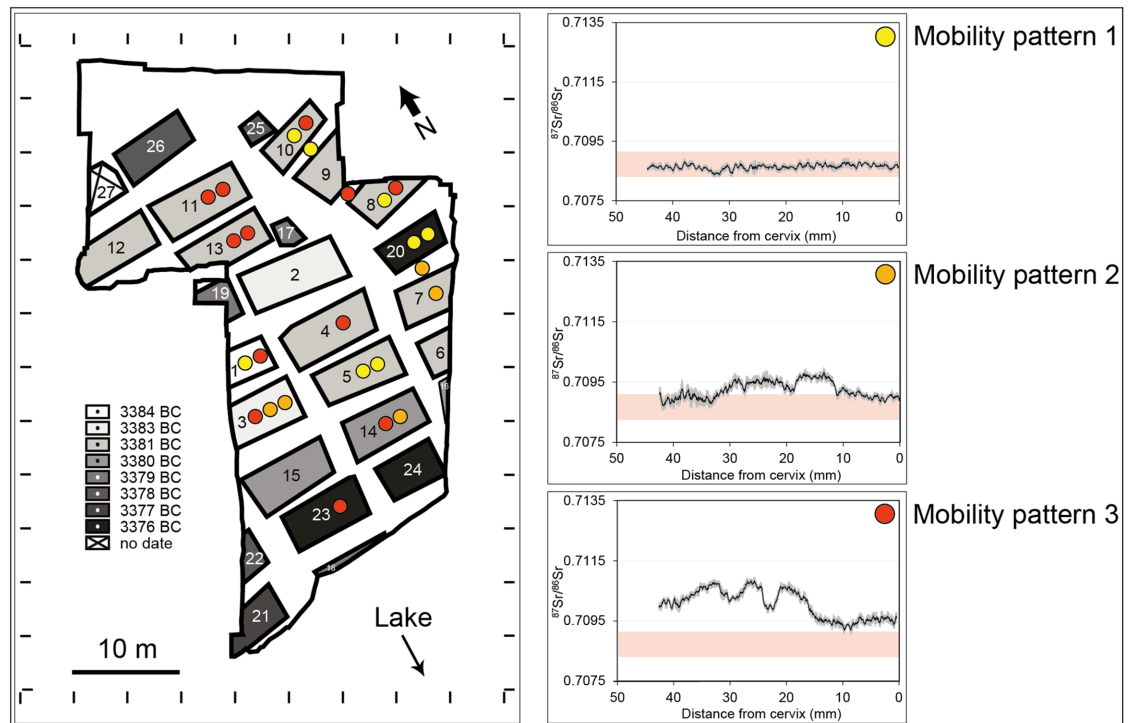 N
26
25
10
9
27
11
8
12
13
17
20
2
19
7
4
1
6
5
18
3
14
15
24
23
22
18
21
3384 BC
3383 BC
3381 BC
3380 BC
3379 BC
3378 BC
3377 BC
3376 BC
no date
10 m
Lake
Mobility pattern 1
87Sr/86Sr
0.7135
0.7115
0.7095
0.7075
50 40 30 20 10 0
Distance from cervix (mm)
Mobility pattern 2
87Sr/86Sr
0.7135
0.7115
0.7095
0.7075
50 40 30 20 10 0
Distance from cervix (mm)
Mobility pattern 3
87Sr/86Sr
0.7135
0.7115
0.7095
0.7075
50 40 30 20 10 0
Distance from cervix (mm)